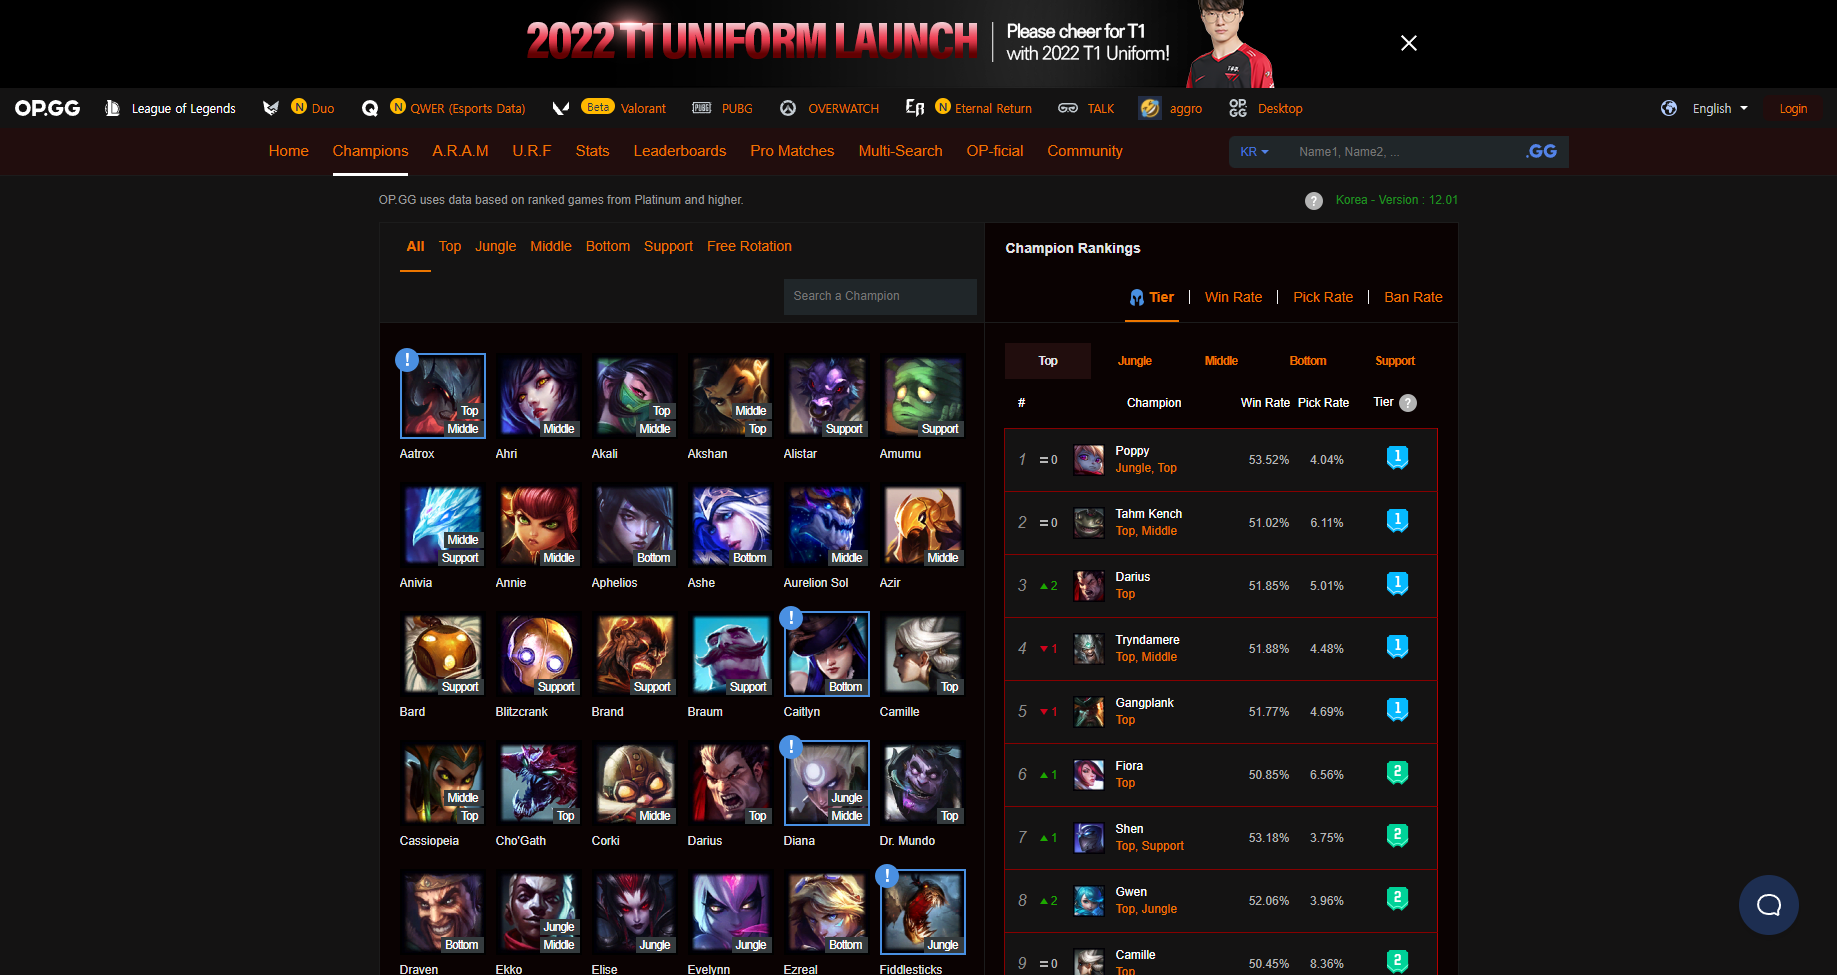 2022 T1 UNIFORM LAUNCH
Please cheer for T1
with 2022 T1 Uniform!
OP.GG League of Legends N Duo N QWER (Esports Data) Beta Valorant PUBG OVERWATCH N Eternal Return TALK aggro OP.GG Desktop English Login
Home Champions A.R.A.M U.R.F Stats Leaderboards Pro Matches Multi-Search OP-ficial Community KR Name1, Name2, ... .GG
OP.GG uses data based on ranked games from Platinum and higher.
? Korea - Version : 12.01
All Top Jungle Middle Bottom Support Free Rotation
Search a Champion
! Top Middle
Middle
Top Middle
Middle Top
Support
Support
Aatrox Ahri Akali Akshan Alistar Amumu
Middle Support
Middle
Bottom
Bottom
Middle
Middle
Anivia Annie Aphelios Ashe Aurelion Sol Azir
Support
Support
Support
Support
! Bottom
Top
Bard Blitzcrank Brand Braum Caitlyn Camille
Middle Top
Top
Middle
Top
! Jungle Middle
Top
Cassiopeia Cho'Gath Corki Darius Diana Dr. Mundo
Bottom
Jungle Middle
Jungle
Jungle
Bottom
! Jungle
Draven Ekko Elise Evelynn Ezreal Fiddlesticks
Champion Rankings
Tier Win Rate Pick Rate Ban Rate
Top Jungle Middle Bottom Support
# Champion Win Rate Pick Rate Tier ?
1 = 0 Poppy 53.52% 4.04% 1
Jungle, Top
2 = 0 Tahm Kench 51.02% 6.11% 1
Top, Middle
3 2 Darius 51.85% 5.01% 1
Top
4 1 Tryndamere 51.88% 4.48% 1
Top, Middle
5 1 Gangplank 51.77% 4.69% 1
Top
6 1 Fiora 50.85% 6.56% 2
Top
7 1 Shen 53.18% 3.75% 2
Top, Support
8 2 Gwen 52.06% 3.96% 2
Top, Jungle
9 = 0 Camille 50.45% 8.36% 2
Top